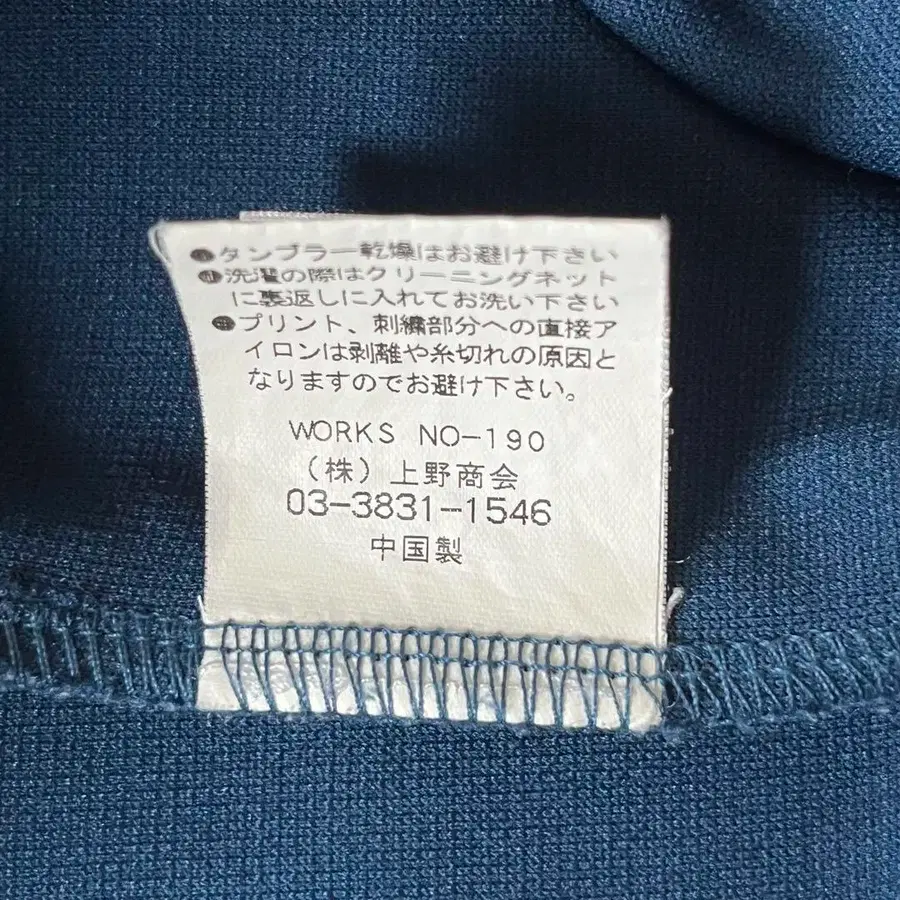 ●タンブラー乾燥はお避け下さい
●洗濯の際はクリーニングネット
に裏返しに入れてお洗い下さい
●プリント、刺繍部分への直接ア
イロンは剥離や糸切れの原因と
なりますのでお避け下さい。
WORKS NO-190
(株)上野商会
03-3831-1546
中国製